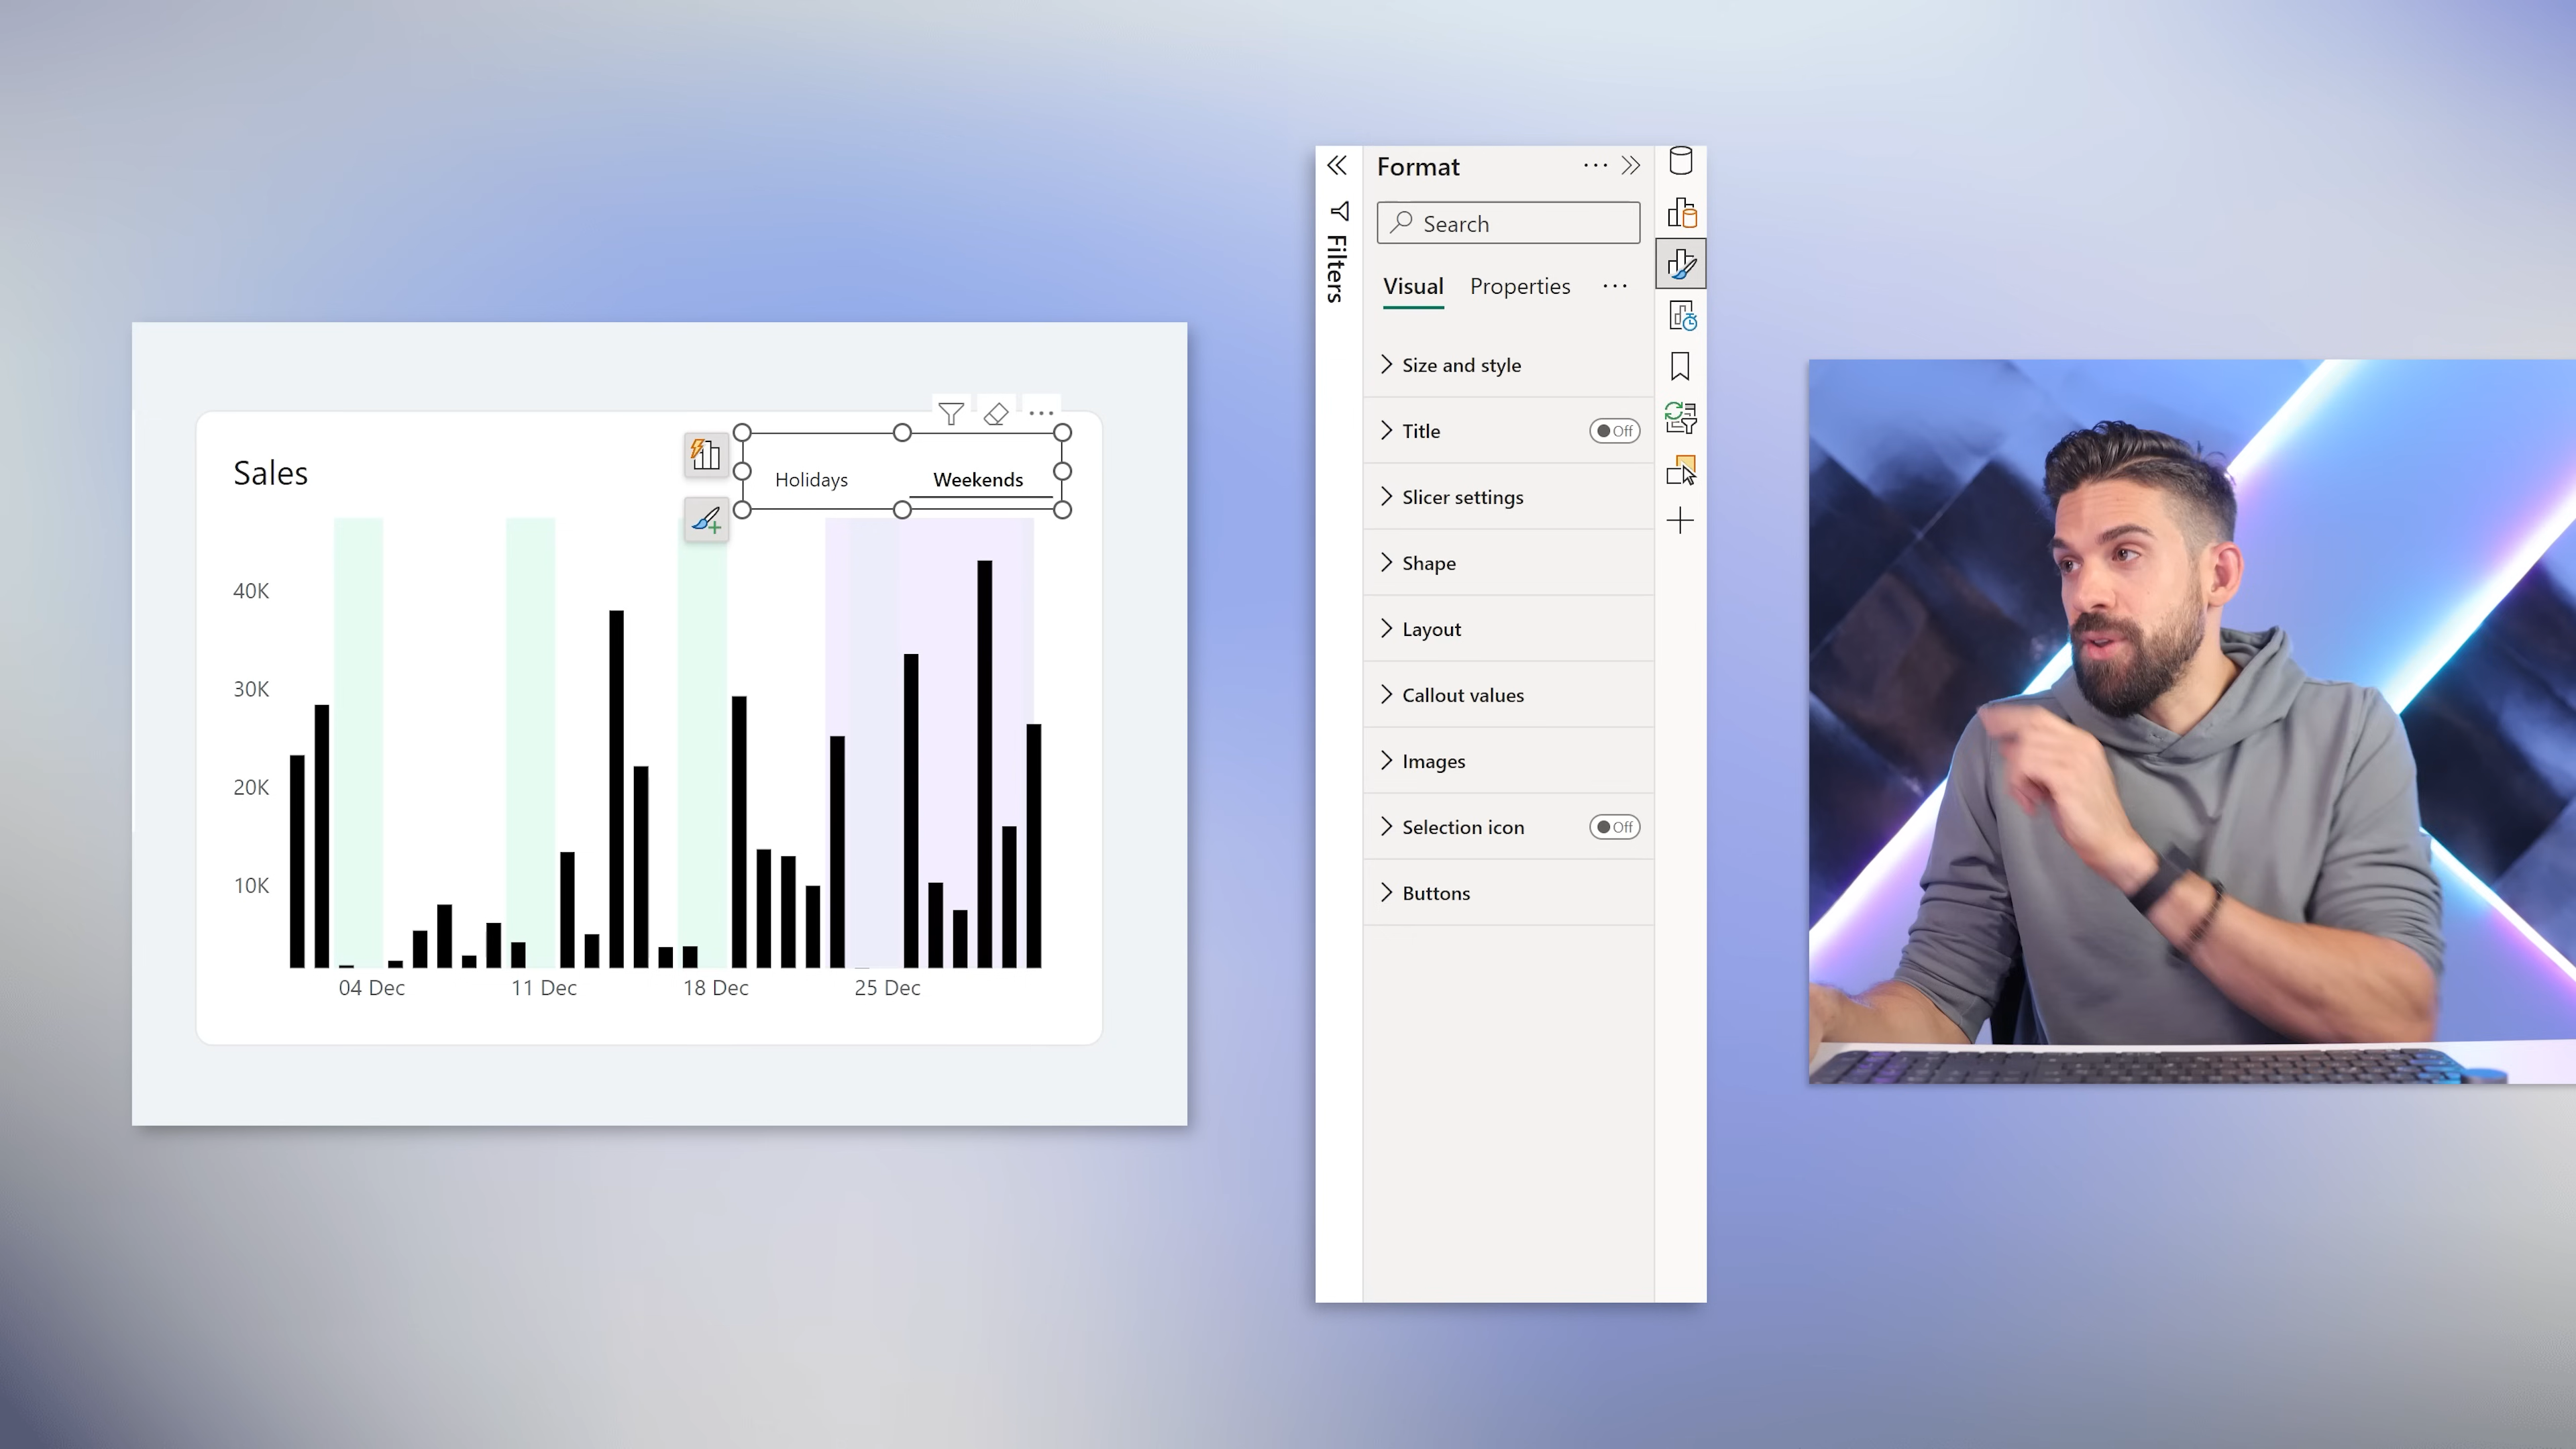 Sales
Holidays
Weekends
40K
30K
20K
10K
04 Dec
11 Dec
18 Dec
25 Dec
Filters
Format
Search
Visual
Properties
Size and style
Title
Off
Slicer settings
Shape
Layout
Callout values
Images
Selection icon
Off
Buttons